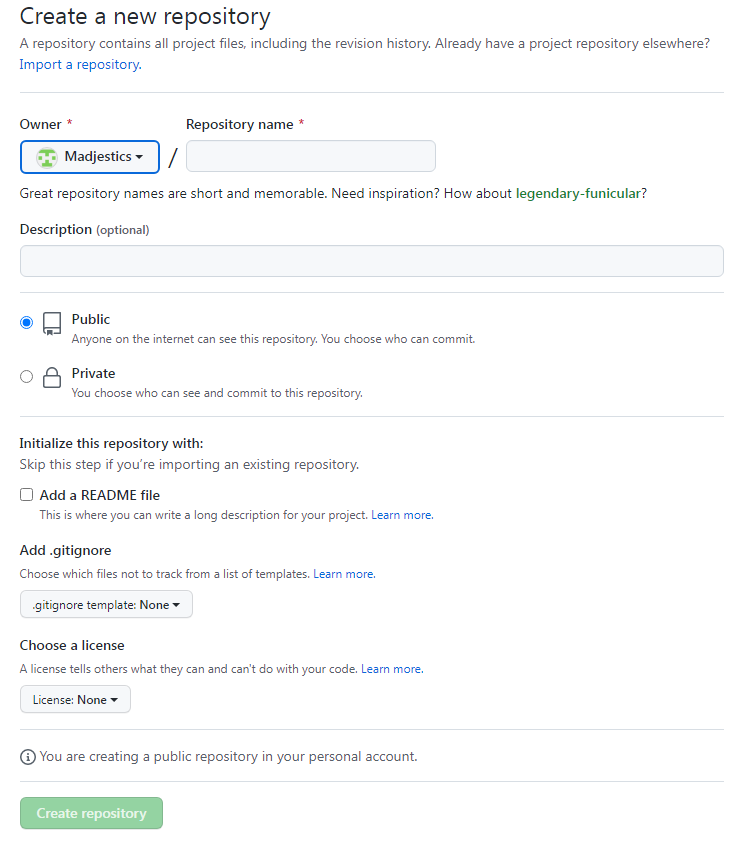 Create a new repository
A repository contains all project files, including the revision history. Already have a project repository elsewhere?
Import a repository.
Owner *
Repository name *
Madjestics
/
Great repository names are short and memorable. Need inspiration? How about legendary-funicular?
Description (optional)
Public
Anyone on the internet can see this repository. You choose who can commit.
Private
You choose who can see and commit to this repository.
Initialize this repository with:
Skip this step if you’re importing an existing repository.
Add a README file
This is where you can write a long description for your project. Learn more.
Add .gitignore
Choose which files not to track from a list of templates. Learn more.
.gitignore template: None
Choose a license
A license tells others what they can and can't do with your code. Learn more.
License: None
You are creating a public repository in your personal account.
Create repository